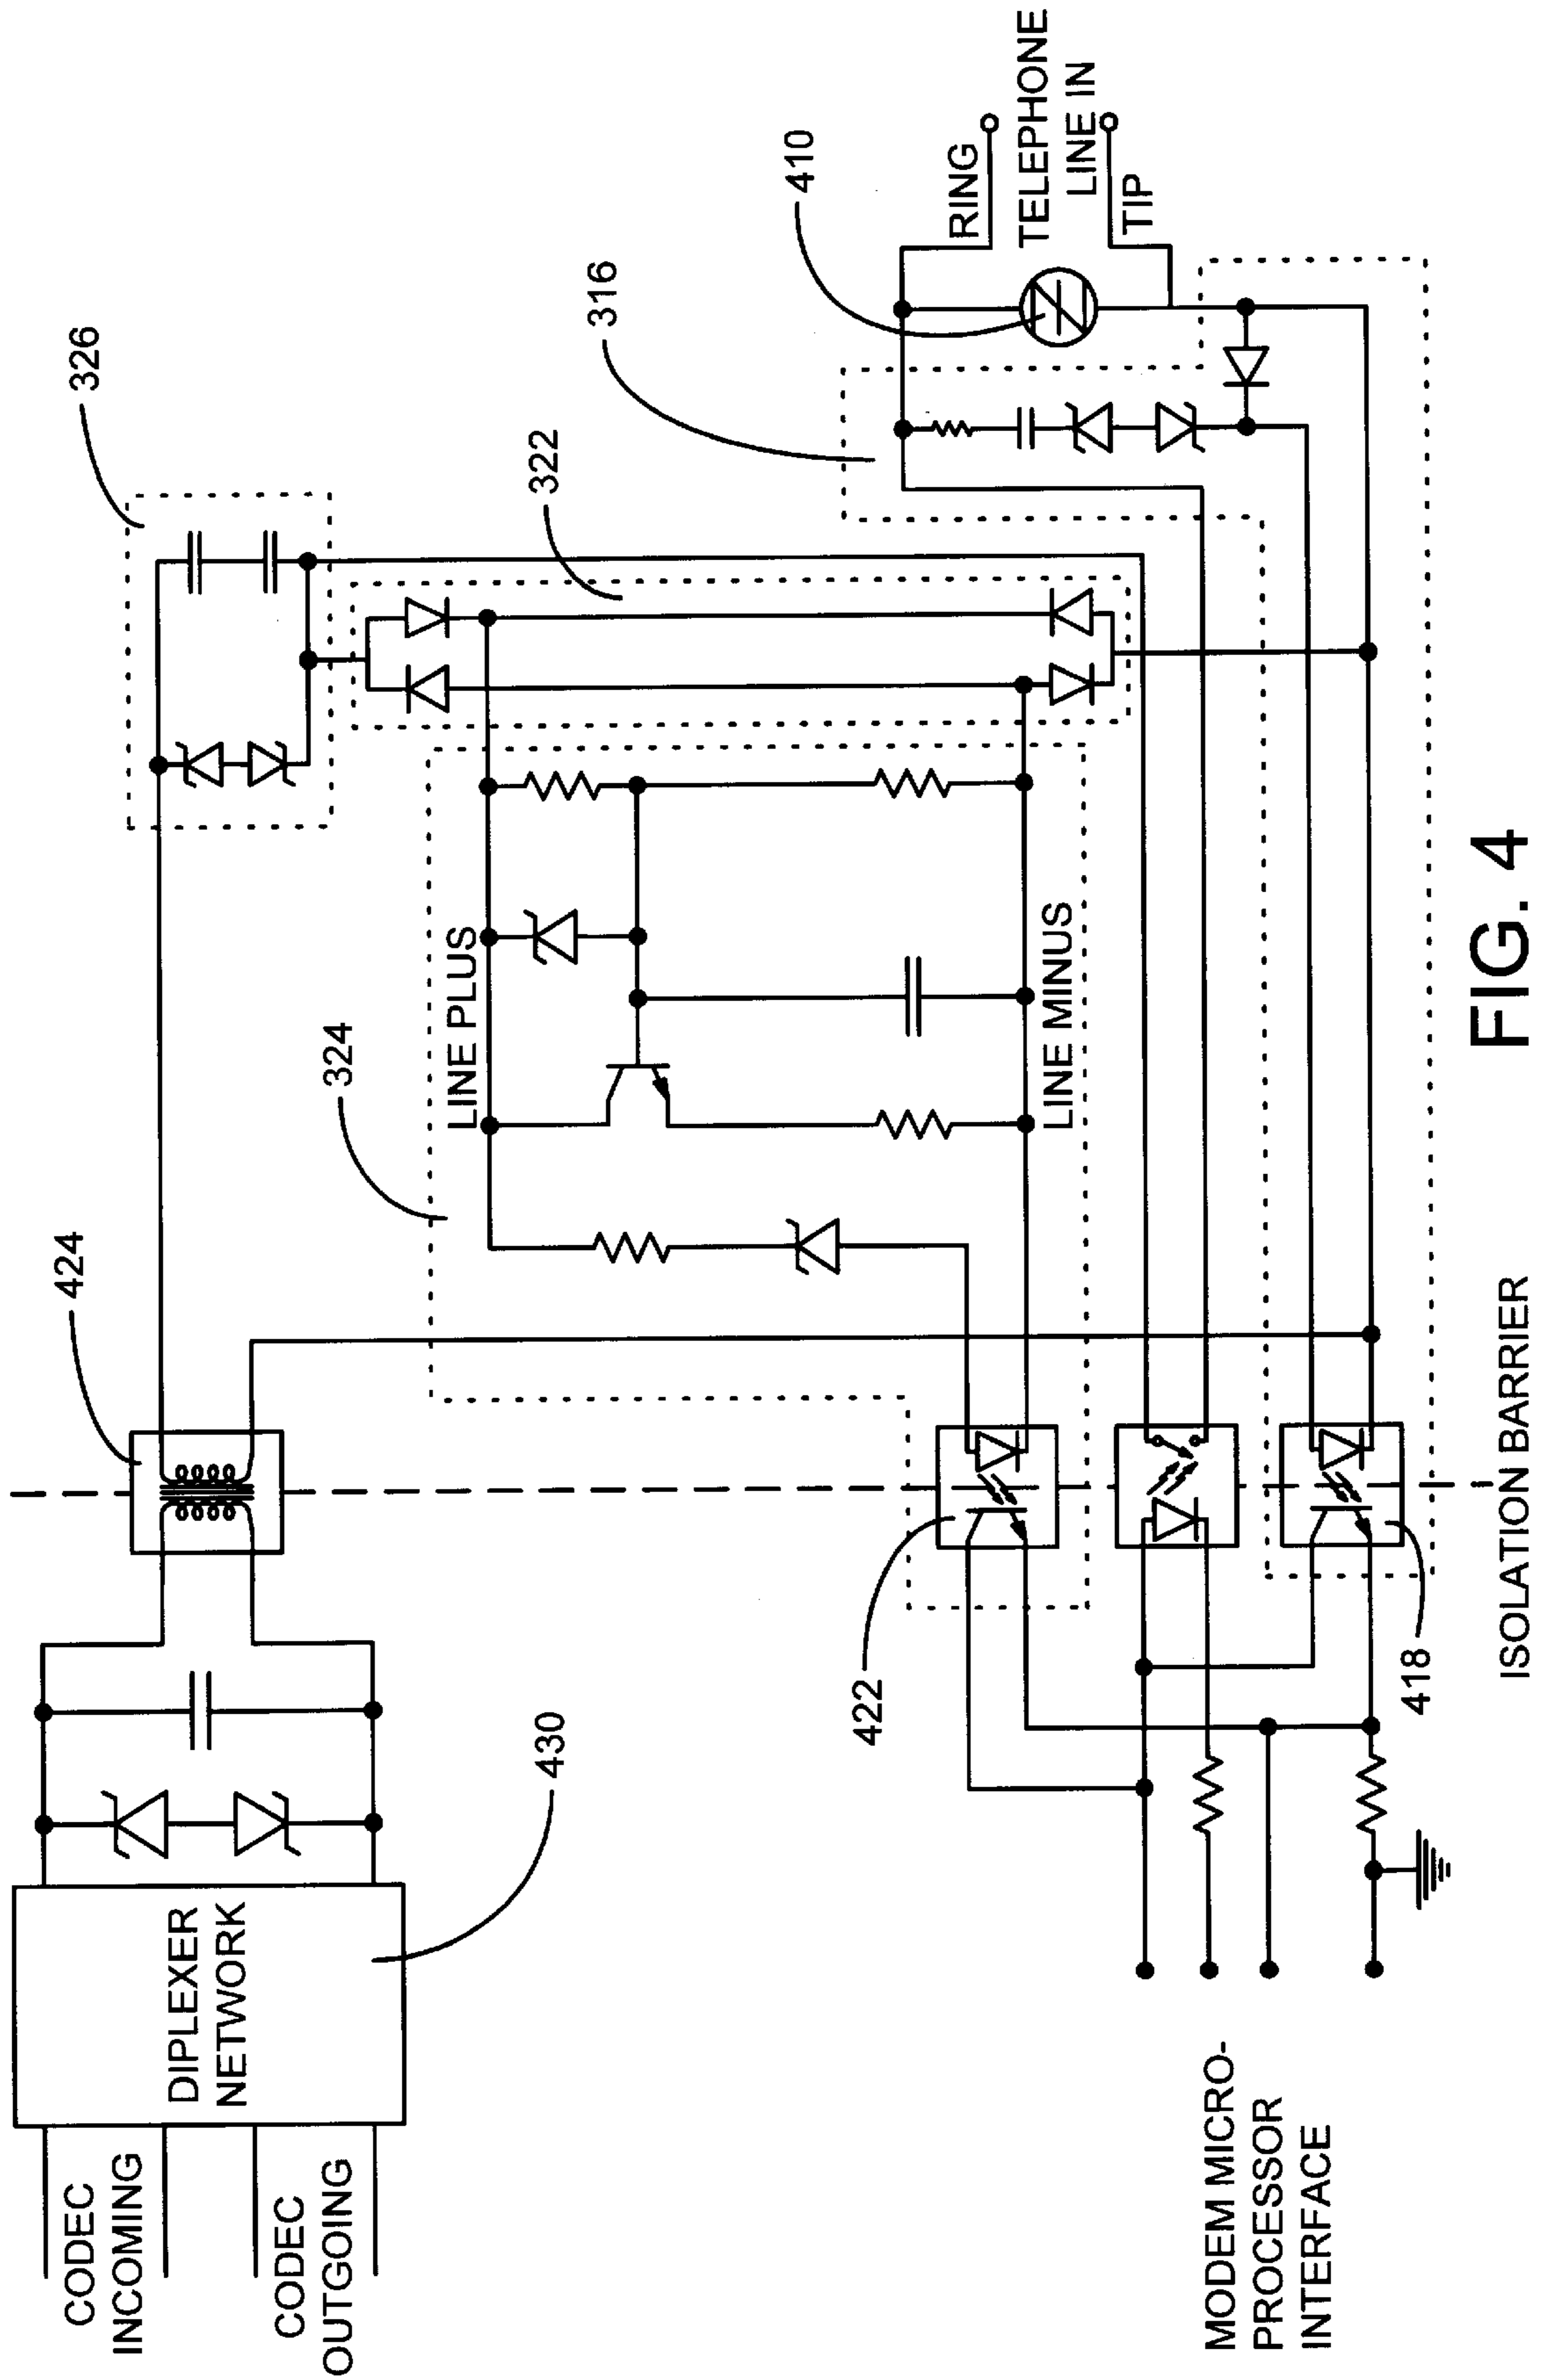 424
326
CODEC
INCOMING
DIPLEXER
NETWORK
CODEC
OUTGOING
430
324
322
LINE PLUS
316
410
RING
TELEPHONE
LINE IN
TIP
LINE MINUS
422
MODEM MICRO-
PROCESSOR
INTERFACE
418
ISOLATION BARRIER
FIG. 4